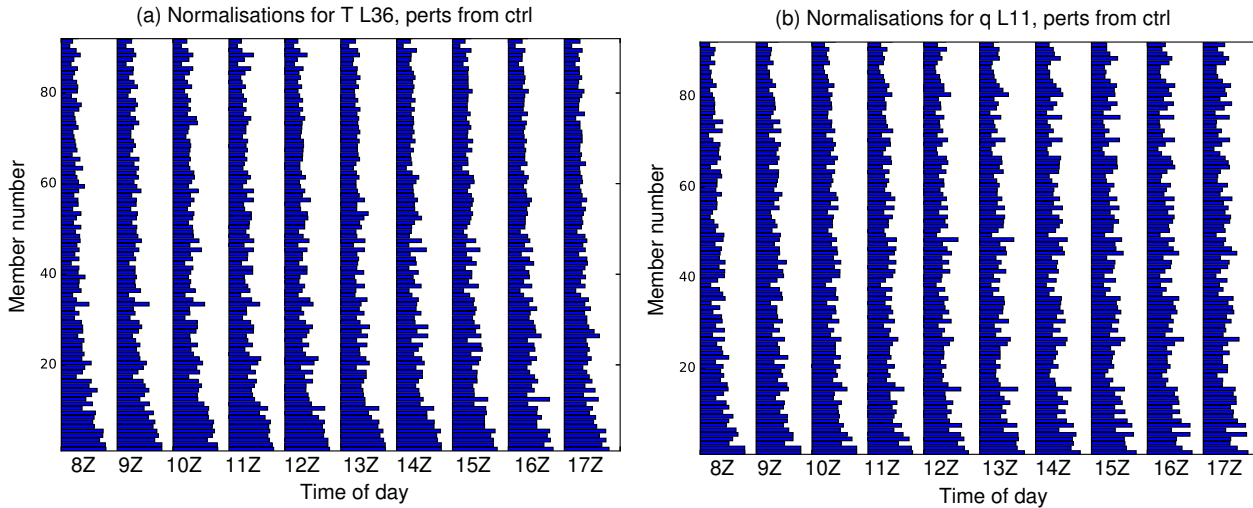 (a) Normalisations for T L36, perts from ctrl
80
60
40
20
Member number
8Z 9Z 10Z 11Z 12Z 13Z 14Z 15Z 16Z 17Z
Time of day
(b) Normalisations for q L11, perts from ctrl
80
60
40
20
Member number
8Z 9Z 10Z 11Z 12Z 13Z 14Z 15Z 16Z 17Z
Time of day